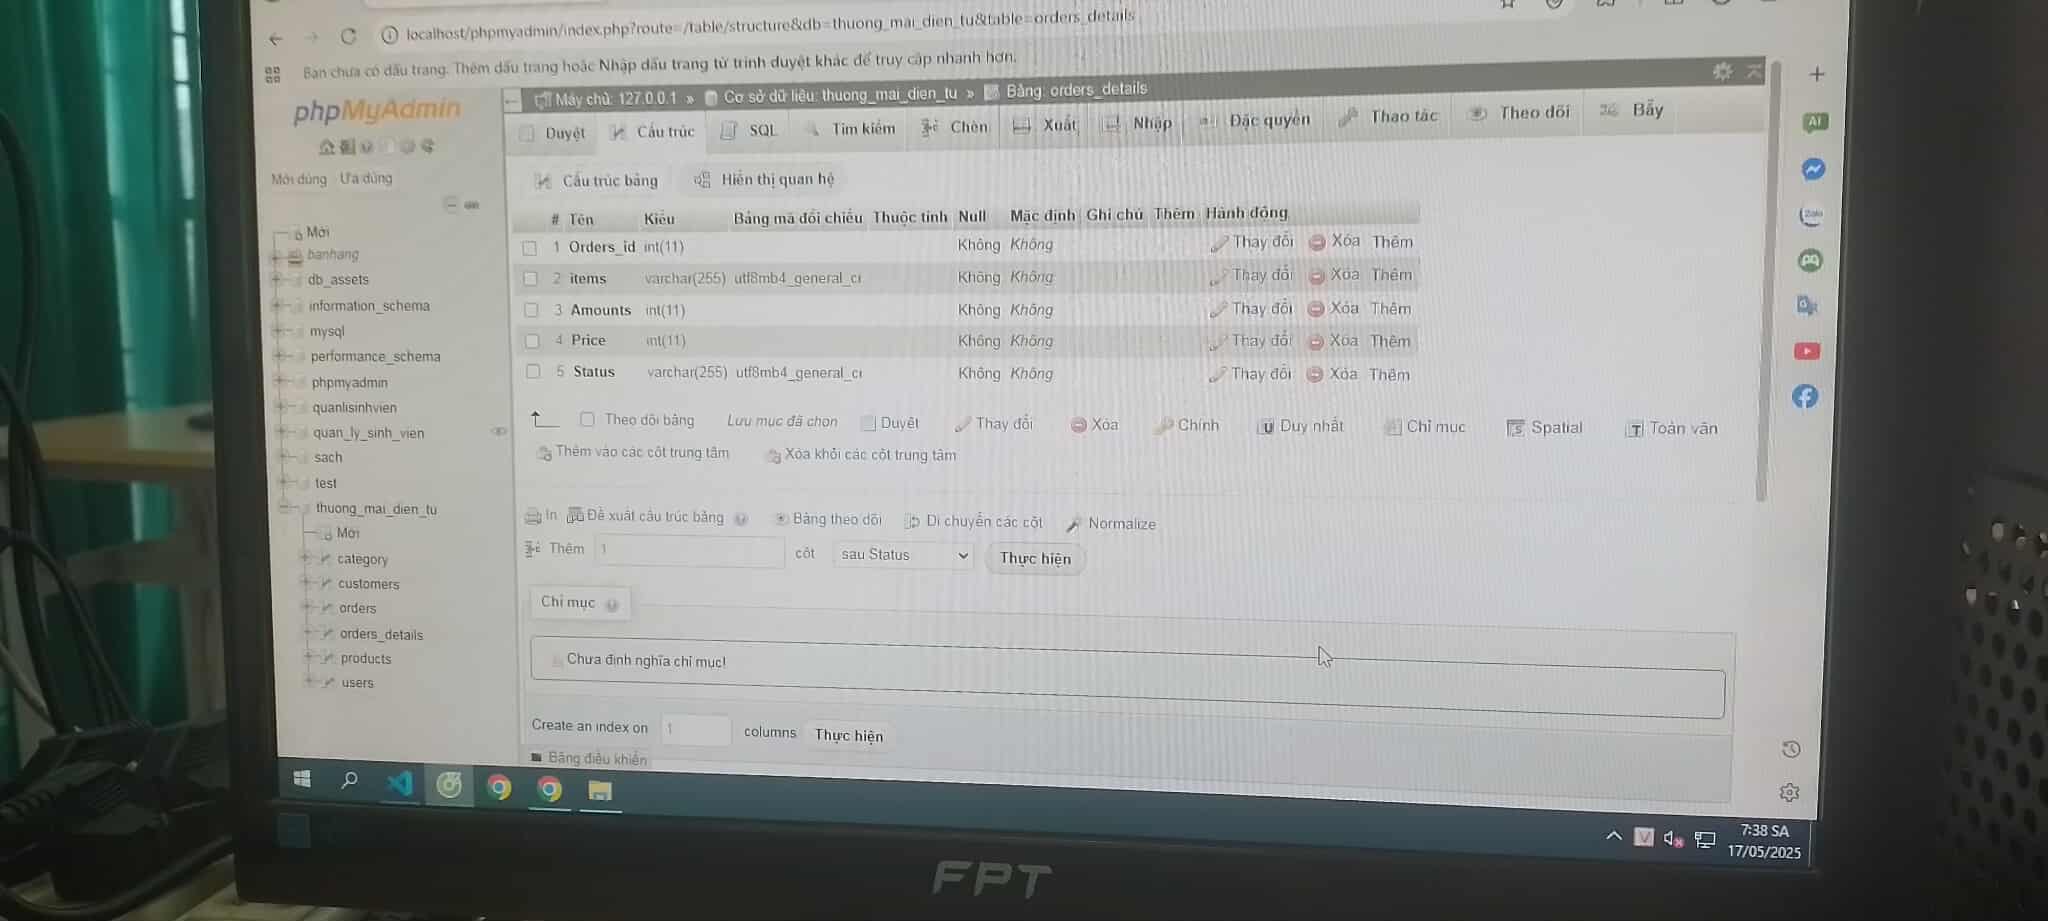 localhost/phpmyadmin/index.php?route=/table/structure&db=thuong_mai_dien_tu&table=orders_details
Bạn chưa có dấu trang. Thêm dấu trang hoặc Nhập dấu trang từ trình duyệt khác để truy cập nhanh hơn.
phpMyAdmin
Mới dùng Ưa dùng
Mới
banhang
db_assets
information_schema
mysql
performance_schema
phpmyadmin
quanlisinhvien
quan_ly_sinh_vien
sach
test
thuong_mai_dien_tu
Mới
category
customers
orders
orders_details
products
users
Máy chủ: 127.0.0.1 » Cơ sở dữ liệu: thuong_mai_dien_tu » Bảng: orders_details
Duyệt Cấu trúc SQL Tìm kiếm Chèn Xuất Nhập Đặc quyền Thao tác Theo dõi Bẫy
Cấu trúc bảng Hiển thị quan hệ
# Tên Kiểu Bảng mã đối chiếu Thuộc tính Null Mặc định Ghi chú Thêm Hành động
1 Orders_id int(11) Không Không Thay đổi Xóa Thêm
2 items varchar(255) utf8mb4_general_ci Không Không Thay đổi Xóa Thêm
3 Amounts int(11) Không Không Thay đổi Xóa Thêm
4 Price int(11) Không Không Thay đổi Xóa Thêm
5 Status varchar(255) utf8mb4_general_ci Không Không Thay đổi Xóa Thêm
Theo dõi bảng Lưu mục đã chọn Duyệt Thay đổi Xóa Chính U Duy nhất Chỉ mục S Spatial T Toàn văn
Thêm vào các cột trung tâm Xóa khỏi các cột trung tâm
In Đề xuất cấu trúc bảng Bảng theo dõi Di chuyển các cột Normalize
Thêm 1 cột sau Status Thực hiện
Chỉ mục
Chưa định nghĩa chỉ mục!
Create an index on 1 columns Thực hiện
Bảng điều khiển
AI
Zalo
V
7:38 SA
17/05/2025
FPT